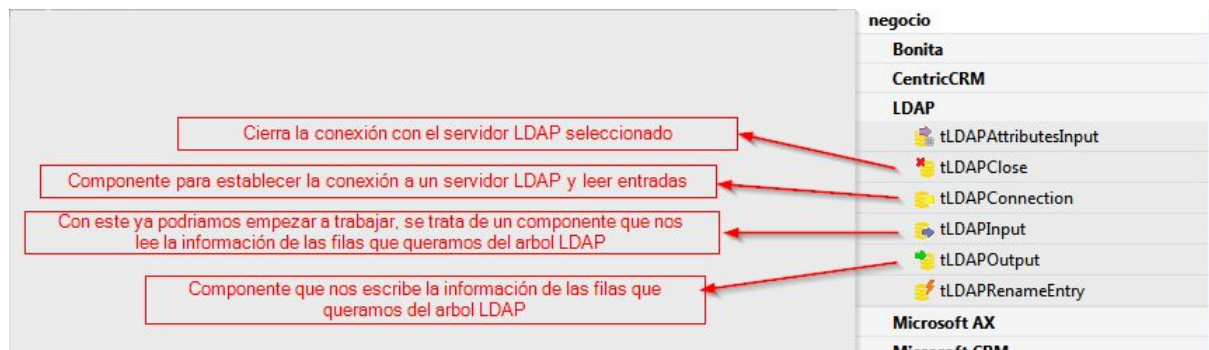 negocio
Bonita
CentricCRM
LDAP
Cierra la conexión con el servidor LDAP seleccionado
tLDAPAttributesInput
tLDAPClose
Componente para establecer la conexión a un servidor LDAP y leer entradas
tLDAPConnection
Con este ya podriamos empezar a trabajar, se trata de un componente que nos
lee la información de las filas que queramos del arbol LDAP
tLDAPInput
tLDAPOutput
Componente que nos escribe la información de las filas que
queramos del arbol LDAP
tLDAPRenameEntry
Microsoft AX
Microsoft CRM